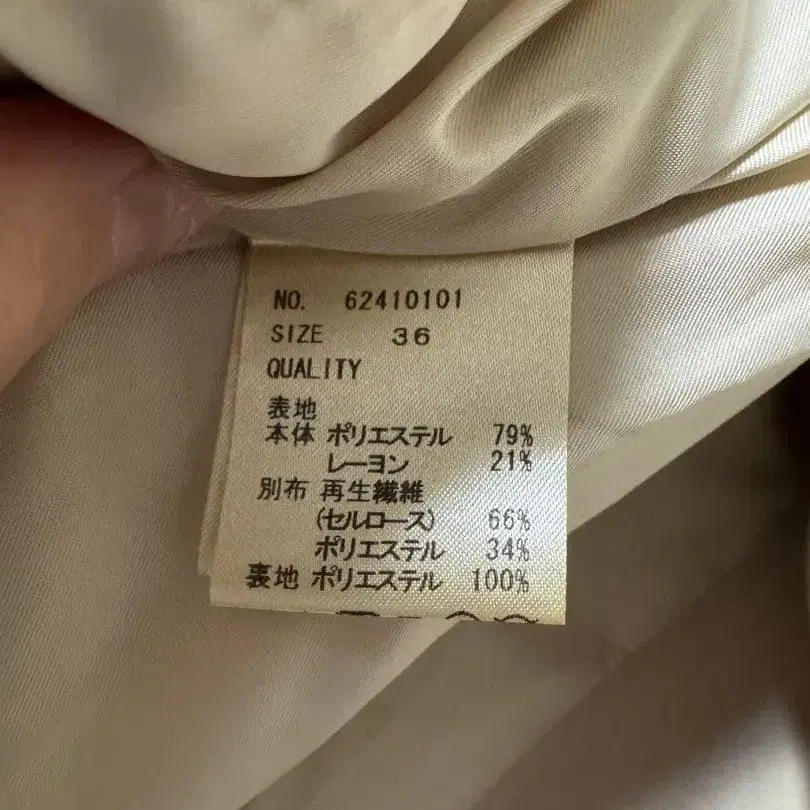 NO. 62410101
SIZE 36
QUALITY
表地
本体 ポリエステル 79%
レーヨン 21%
別布 再生繊維
(セルロース) 66%
ポリエステル 34%
裏地 ポリエステル 100%